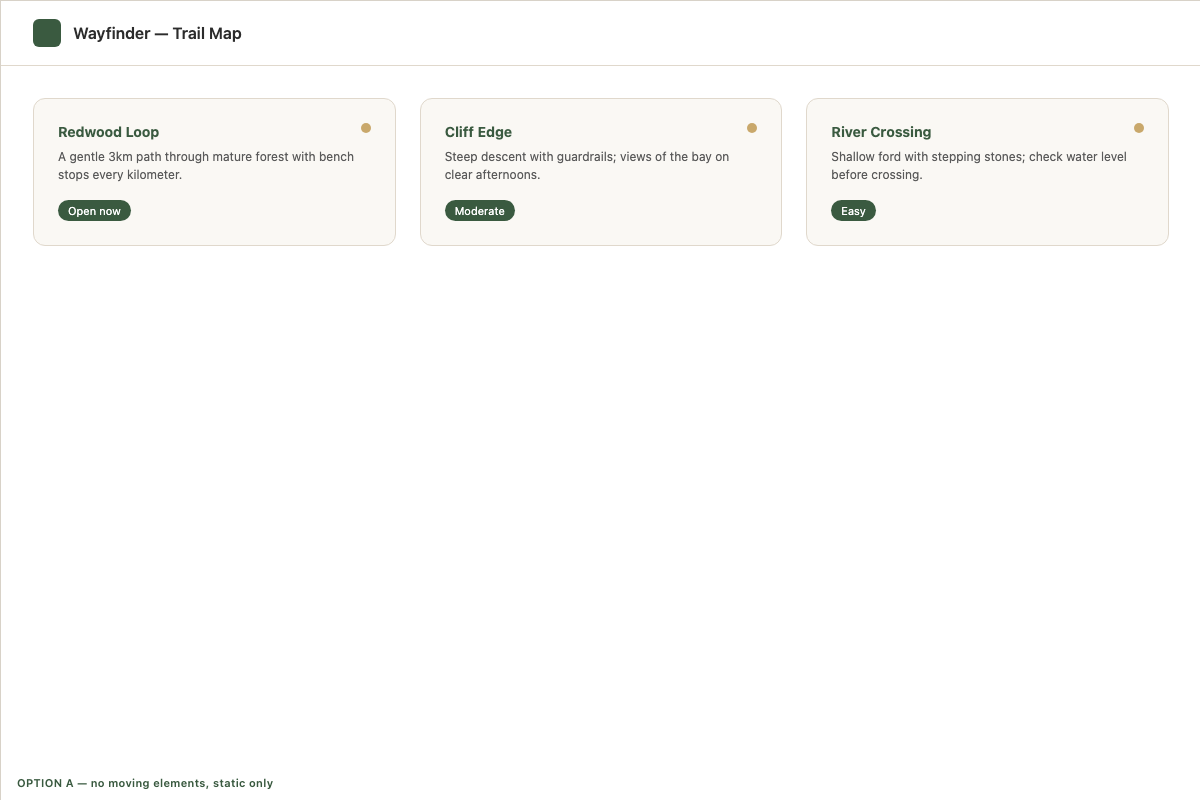 Wayfinder — Trail Map
Redwood Loop
A gentle 3km path through mature forest with bench
stops every kilometer.
Open now
Cliff Edge
Steep descent with guardrails; views of the bay on
clear afternoons.
Moderate
River Crossing
Shallow ford with stepping stones; check water level
before crossing.
Easy
OPTION A — no moving elements, static only